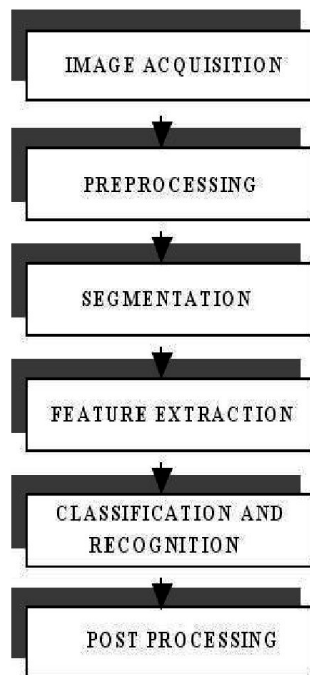 IMAGE ACQUISITION
PREPROCESSING
SEGMENTATION
FEATURE EXTRACTION
CLASSIFICATION AND
RECOGNITION
POST PROCESSING